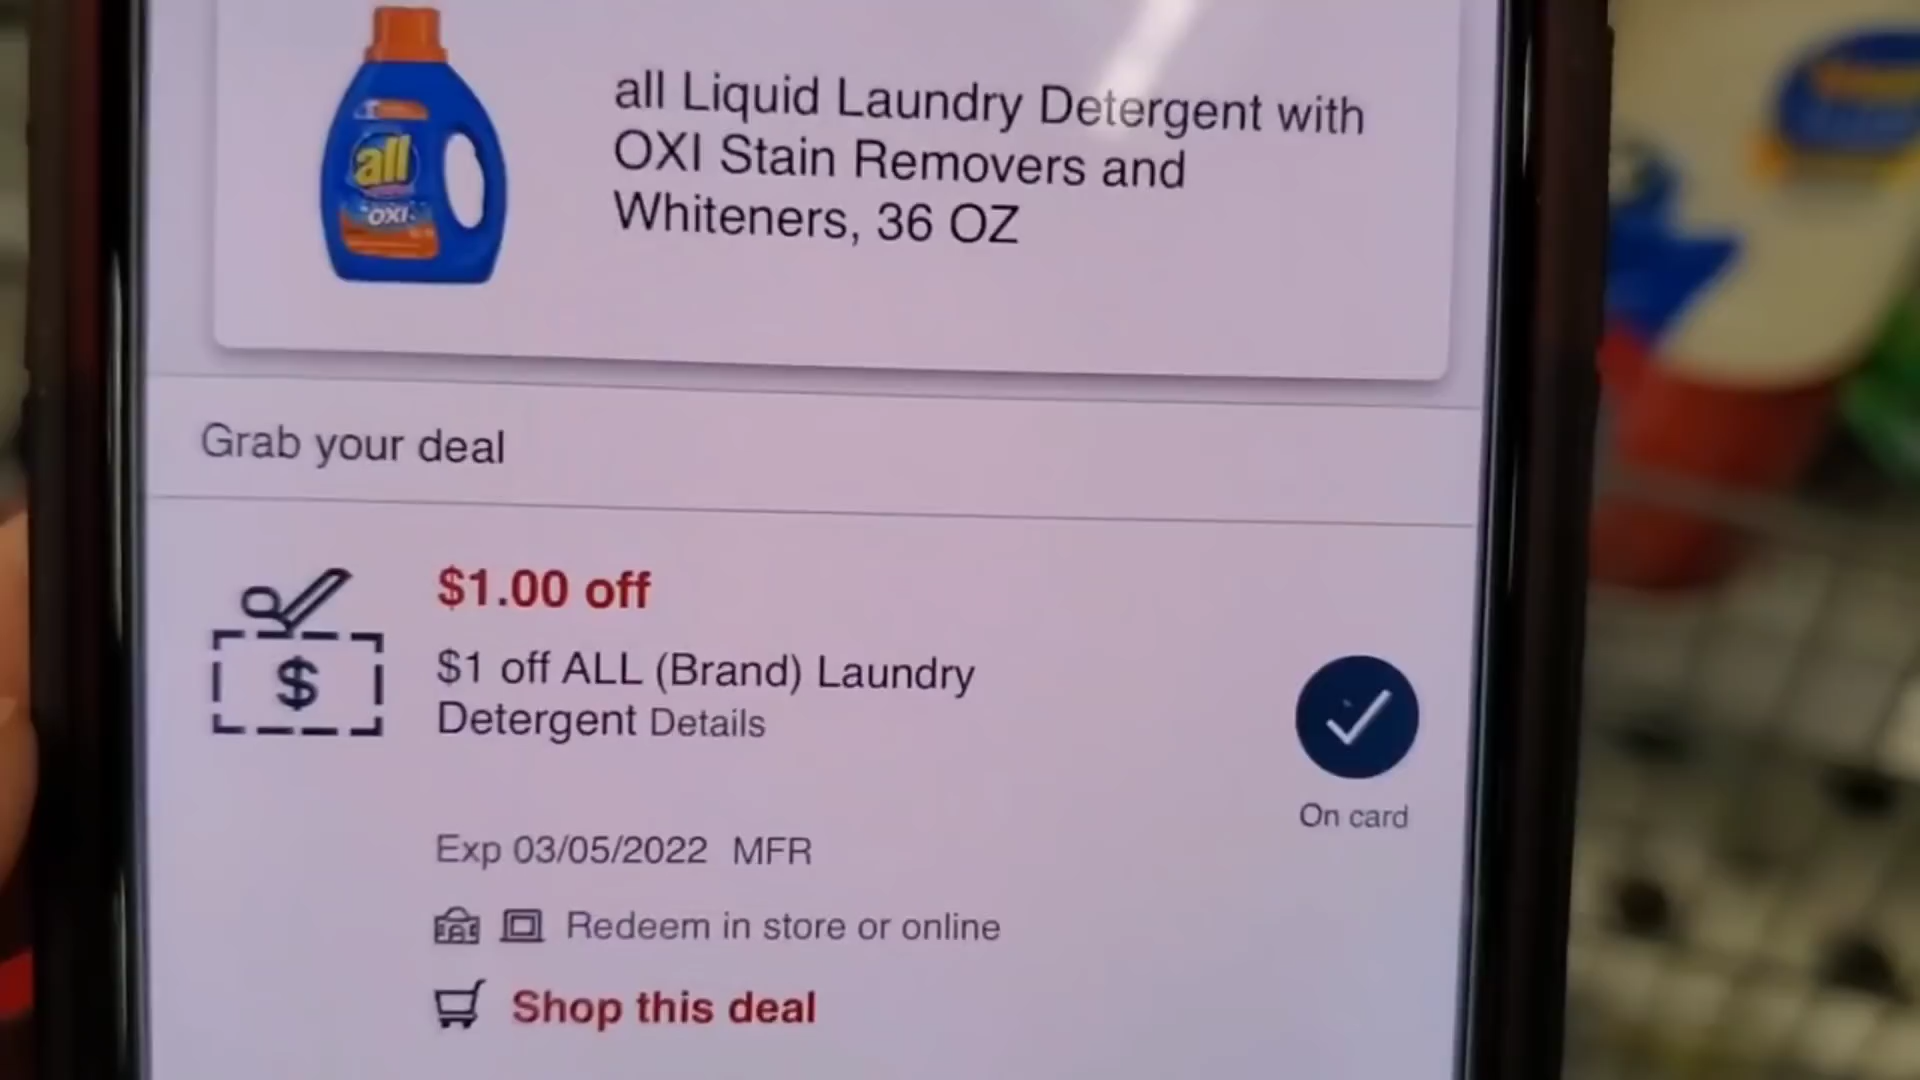 all
OXI
all Liquid Laundry Detergent with
OXI Stain Removers and
Whiteners, 36 OZ
Grab your deal
$1.00 off
$
$1 off ALL (Brand) Laundry
Detergent Details
On card
Exp 03/05/2022 MFR
Redeem in store or online
Shop this deal